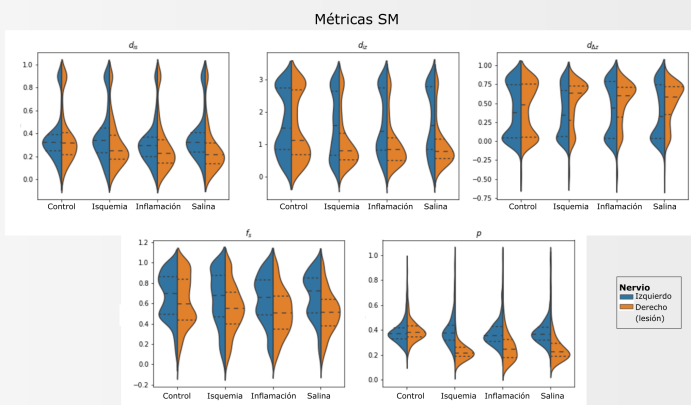 Métricas SM
d_is
1.0
0.8
0.6
0.4
0.2
0.0
Control Isquemia Inflamación Salina
d_iz
3
2
1
0
Control Isquemia Inflamación Salina
d_Δz
1.00
0.75
0.50
0.25
0.00
−0.25
−0.50
−0.75
Control Isquemia Inflamación Salina
f_s
1.2
1.0
0.8
0.6
0.4
0.2
0.0
−0.2
Control Isquemia Inflamación Salina
p
1.0
0.8
0.6
0.4
0.2
0.0
Control Isquemia Inflamación Salina
Nervio
Izquierdo
Derecho
(lesión)